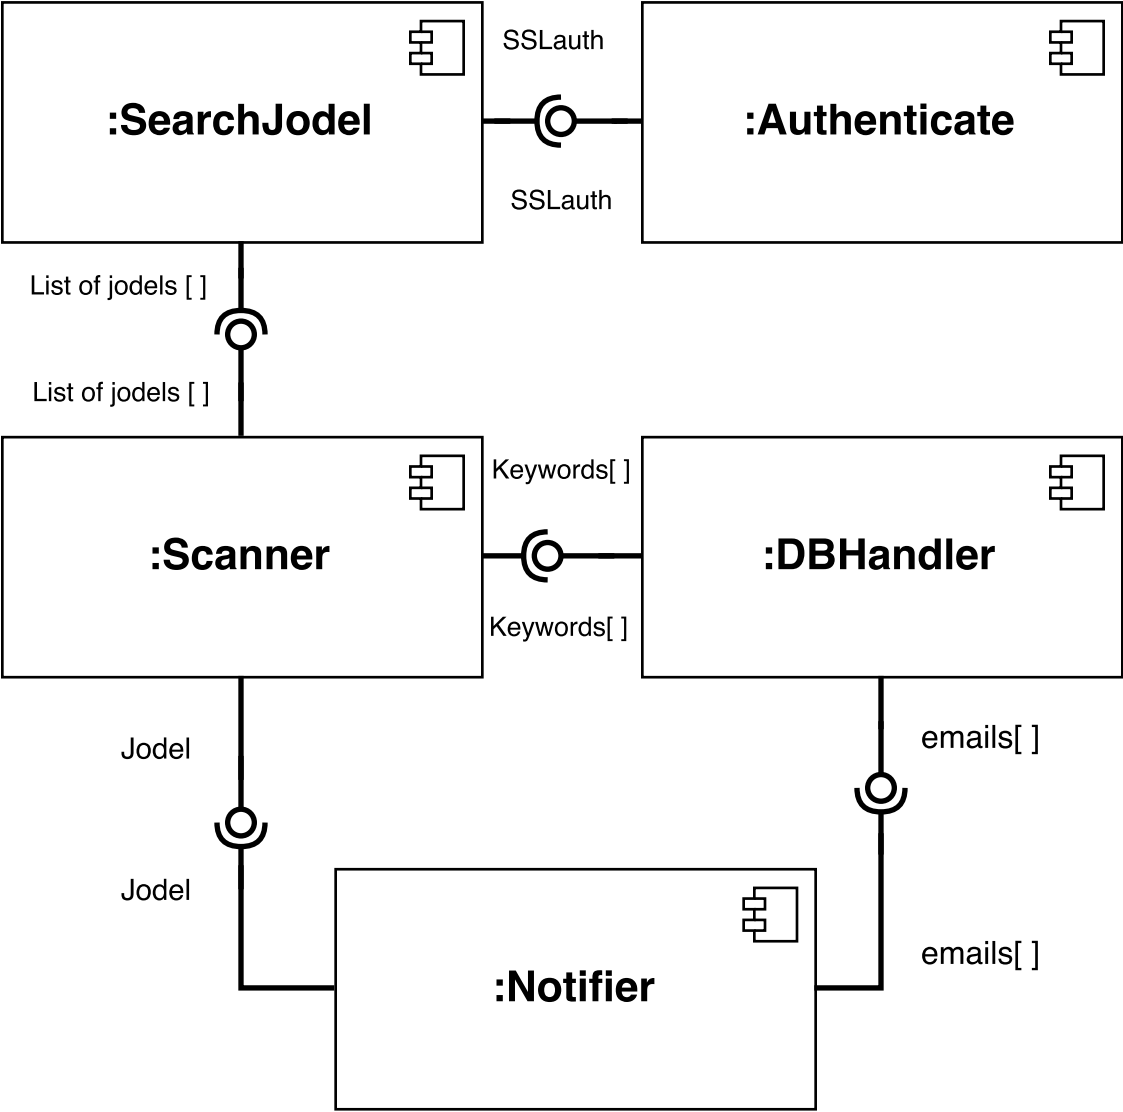 SSLauth
:SearchJodel
:Authenticate
SSLauth
List of jodels [ ]
List of jodels [ ]
Keywords[ ]
:Scanner
:DBHandler
Keywords[ ]
Jodel
emails[ ]
Jodel
emails[ ]
:Notifier